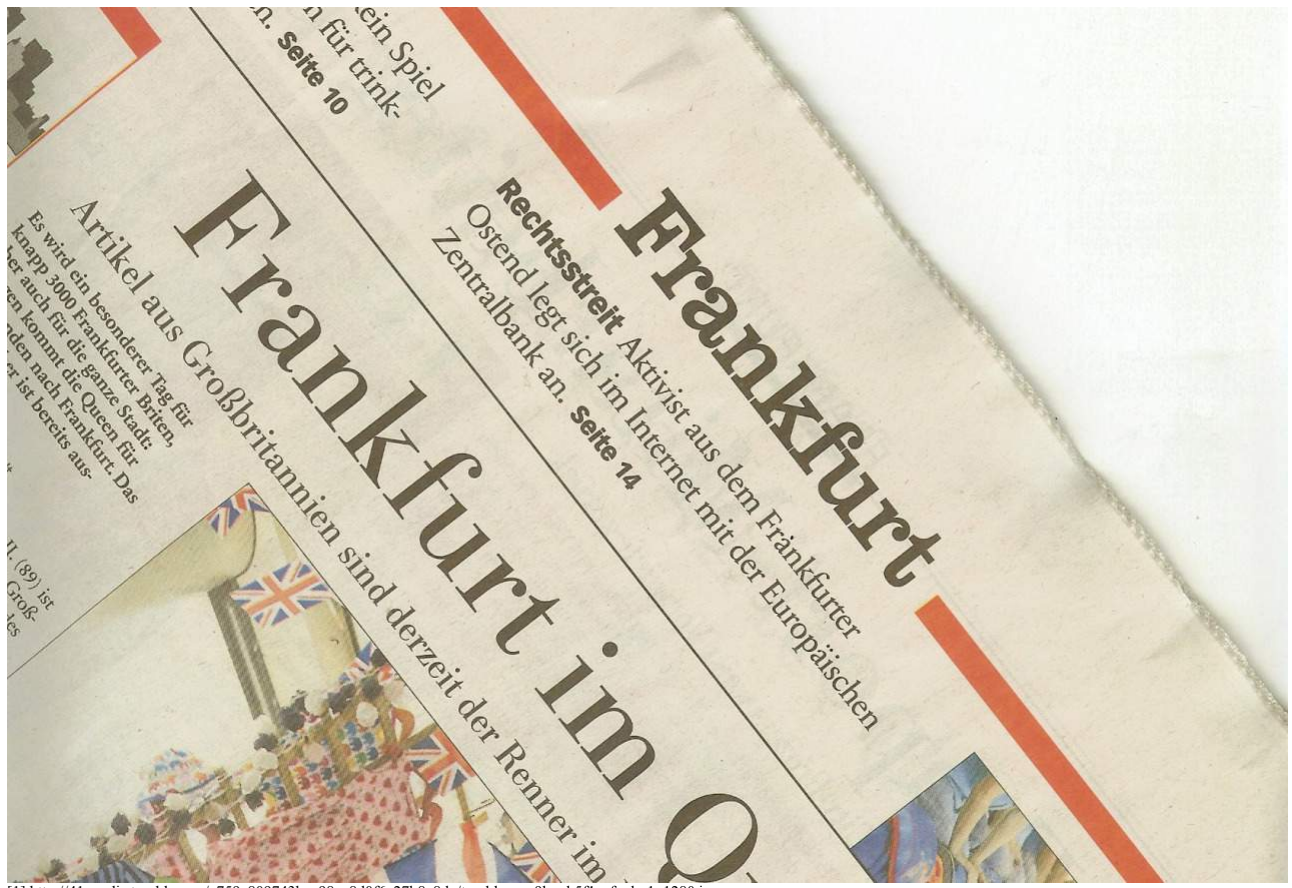 kein Spiel
für trink-
Seite 10
Frankfurt
Rechtsstreit Aktivist aus dem Frankfurter
Ostend legt sich im Internet mit der Europäischen
Zentralbank an. Seite 14
Frankfurt im
Artikel aus Großbritannien sind derzeit der Renner im
Es wird ein besonderer Tag für
knapp 3000 Frankfurter Briten,
auch für die ganze Stadt:
kommt die Queen für
nach Frankfurt. Das
ist bereits aus-
II. (89) ist
Groß-